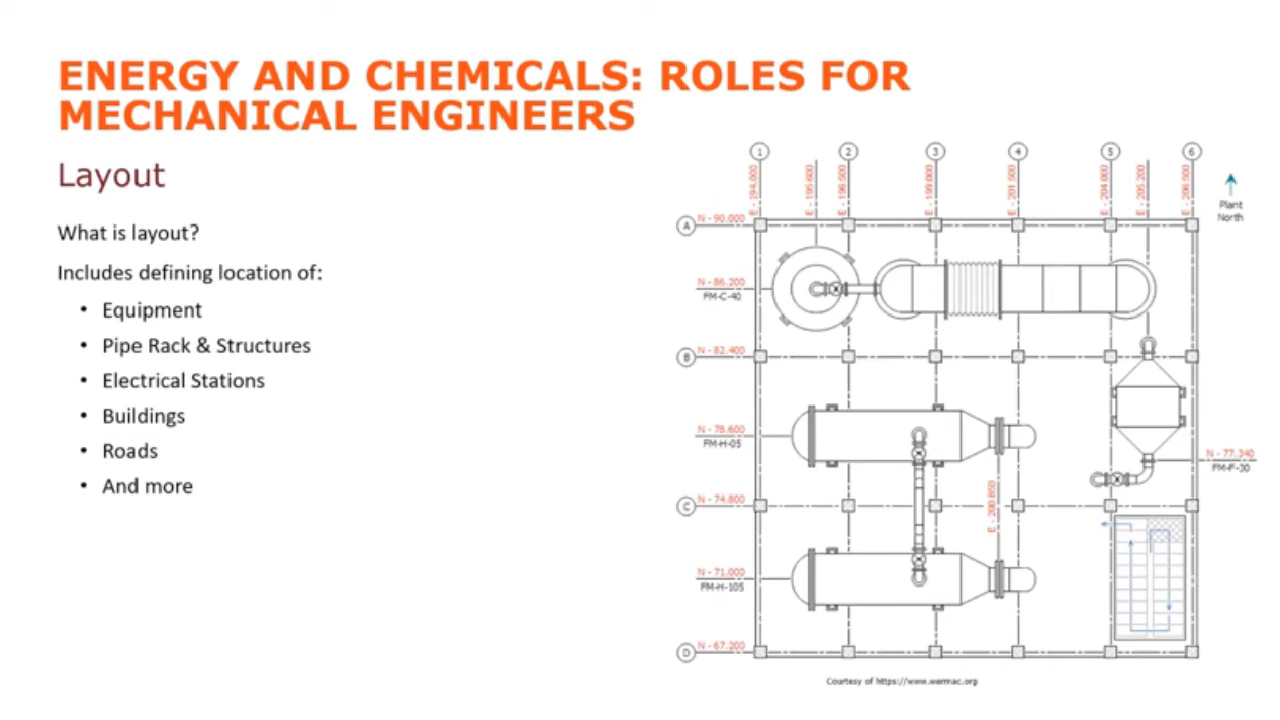 ENERGY AND CHEMICALS: ROLES FOR
MECHANICAL ENGINEERS
Layout
What is layout?
Includes defining location of:
• Equipment
• Pipe Rack & Structures
• Electrical Stations
• Buildings
• Roads
• And more
1 2 3 4 5 6
E - 194.000
E - 195.600
E - 199.000
E - 201.500
E - 204.000
E - 205.200
E - 206.500
Plant
North
A
N - 90.000
N - 86.200
FM-C-40
B
N - 82.400
N - 78.600
FM-H-05
N - 77.340
FM-F-30
C
N - 74.800
E - 200.850
N - 71.000
FM-H-105
D
N - 67.200
Courtesy of https://www.wermac.org